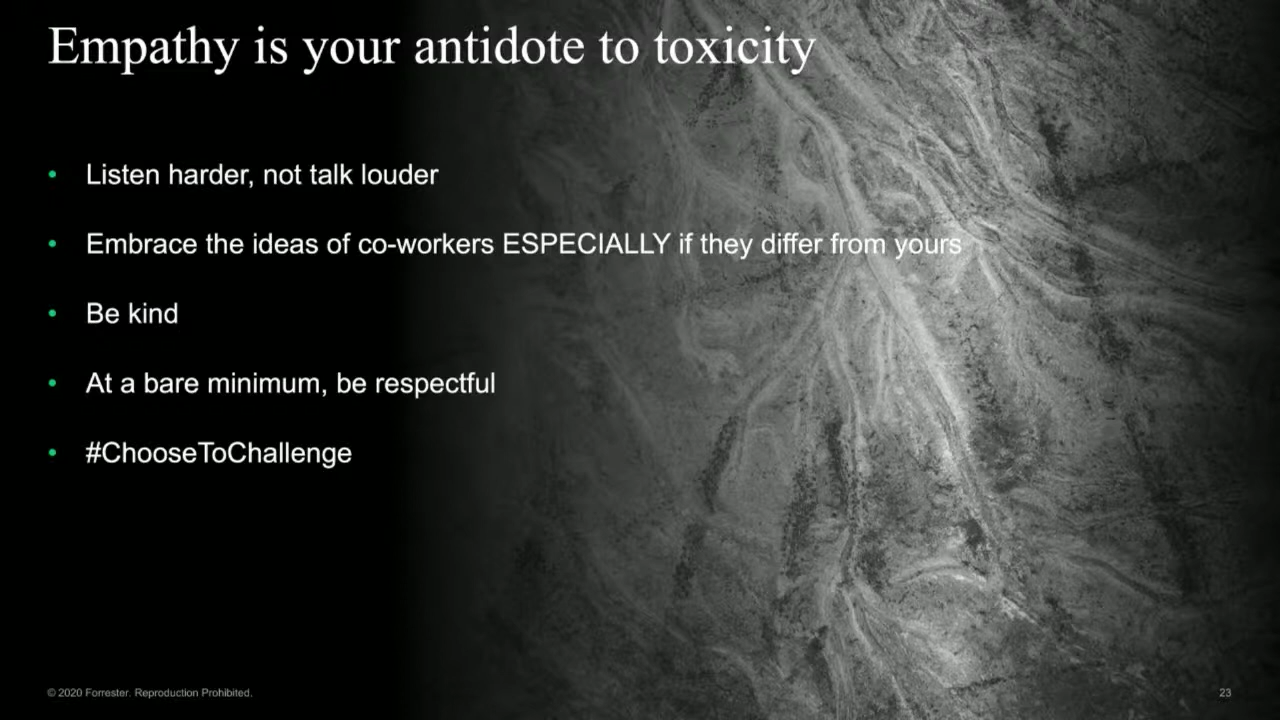 Empathy is your antidote to toxicity
• Listen harder, not talk louder
• Embrace the ideas of co-workers ESPECIALLY if they differ from yours
• Be kind
• At a bare minimum, be respectful
• #ChooseToChallenge
© 2020 Forrester. Reproduction Prohibited.
23